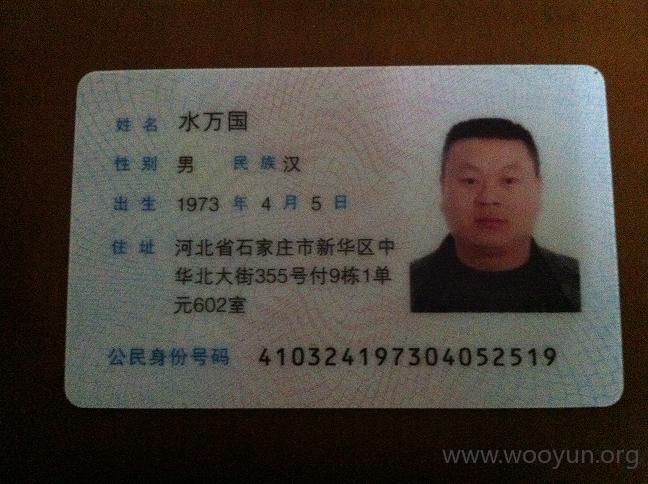 姓名 水万国
性别 男 民族 汉
出生 1973 年 4 月 5 日
住址 河北省石家庄市新华区中
华北大街355号付9栋1单
元602室
公民身份号码 410324197304052519
www.wooyun.org